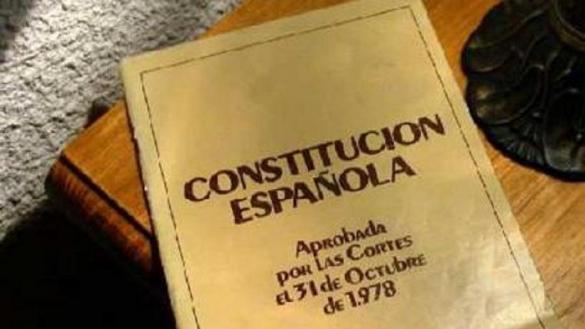 CONSTITUCION
ESPAÑOLA
Aprobada
por las Cortes
el 31 de Octubre
de 1.978